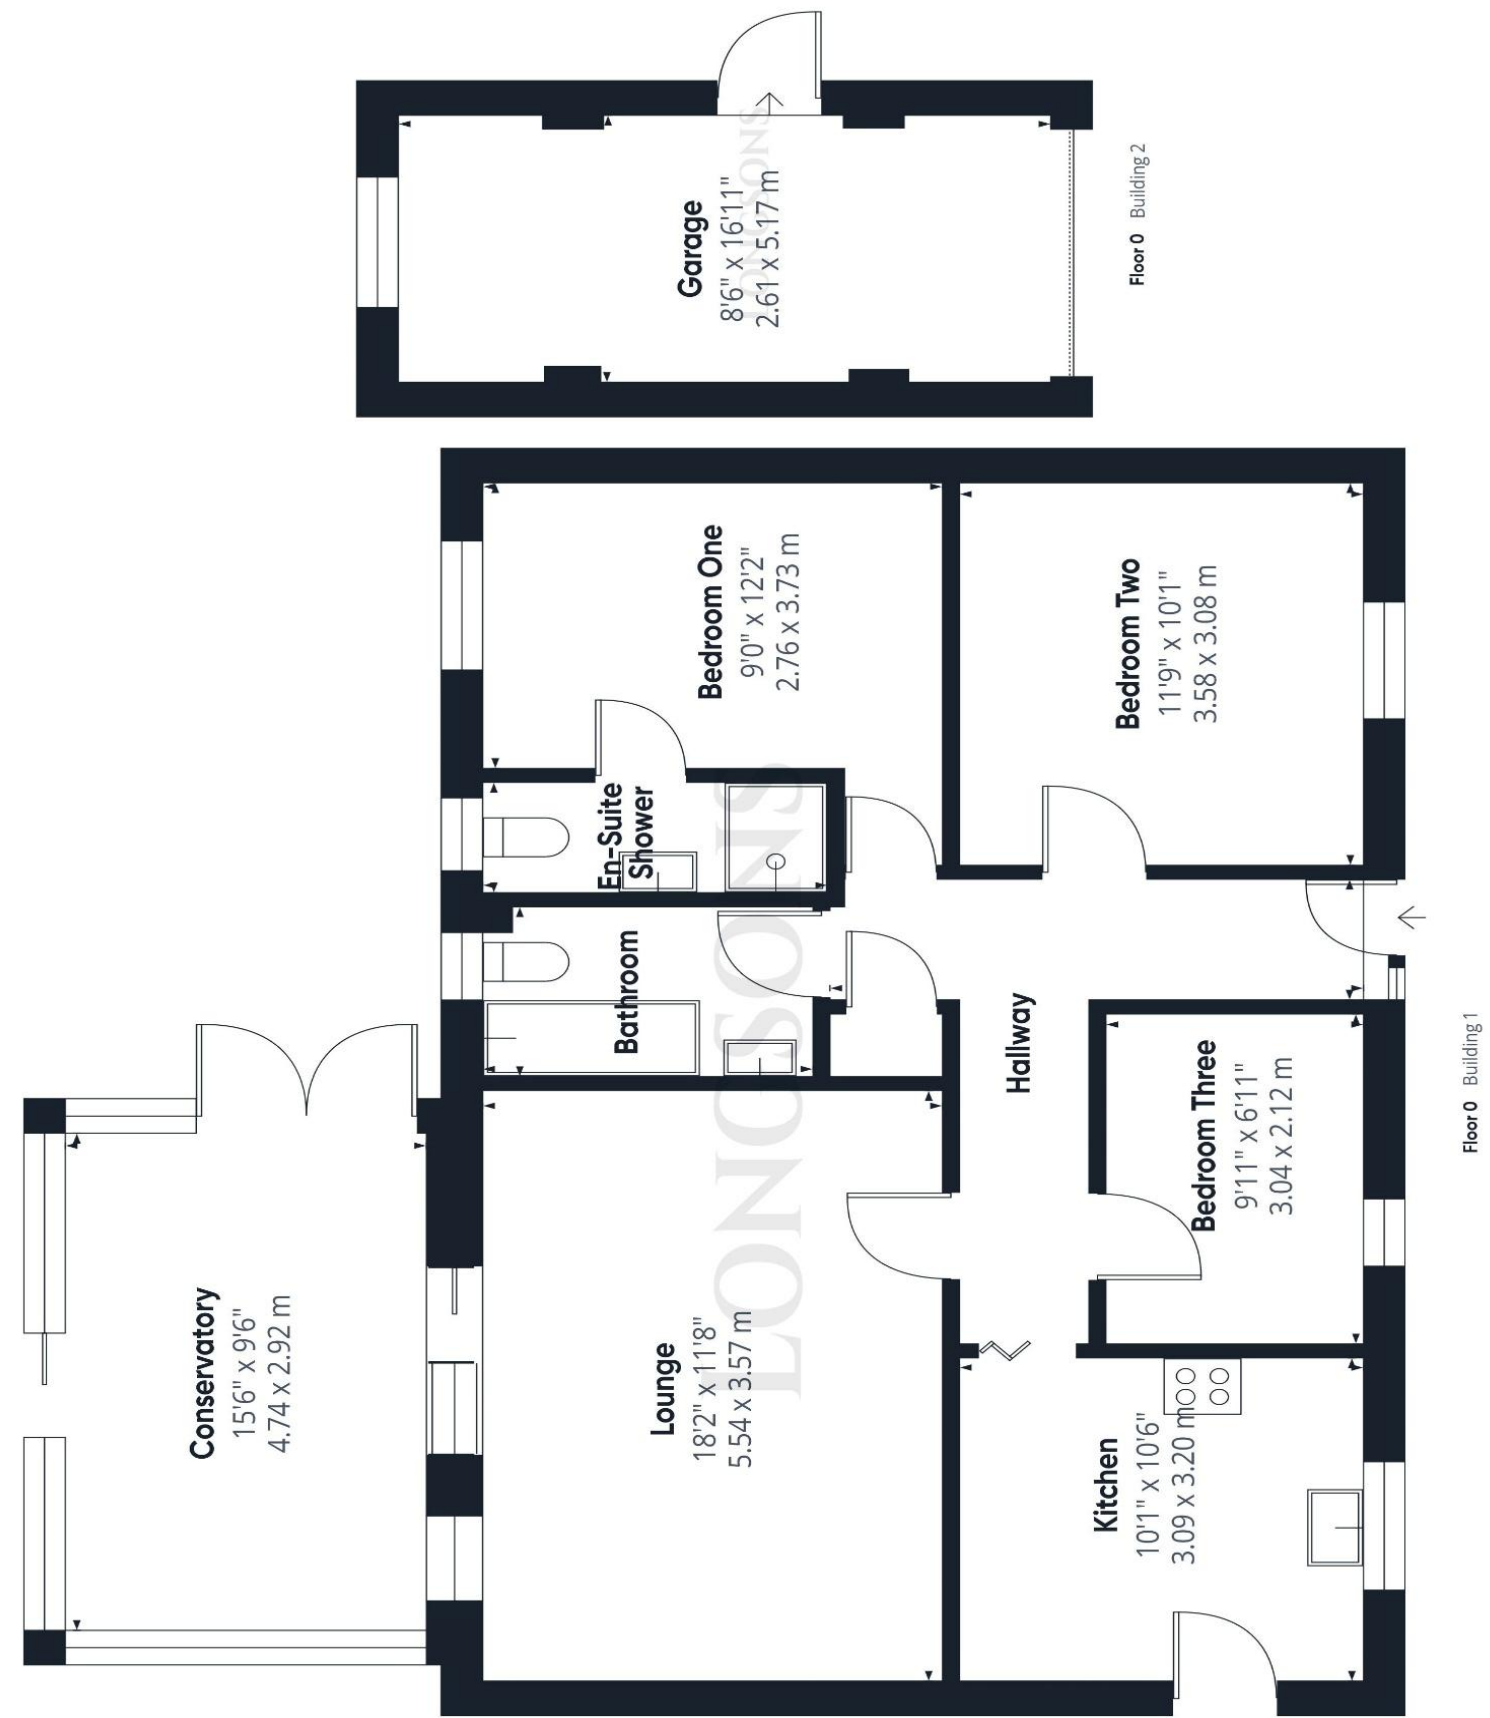 Conservatory
15'6" x 9'6"
4.74 x 2.92 m
Lounge
18'2" x 11'8"
5.54 x 3.57 m
Bathroom
En-Suite
Shower
Bedroom One
9'0" x 12'2"
2.76 x 3.73 m
Kitchen
10'1" x 10'6"
3.09 x 3.20 m
Hallway
Bedroom Three
9'11" x 6'11"
3.04 x 2.12 m
Bedroom Two
11'9" x 10'1"
3.58 x 3.08 m
LONGSONS
Floor 0 Building 1
Garage
8'6" x 16'11"
2.61 x 5.17 m
LONGSONS
Floor 0 Building 2